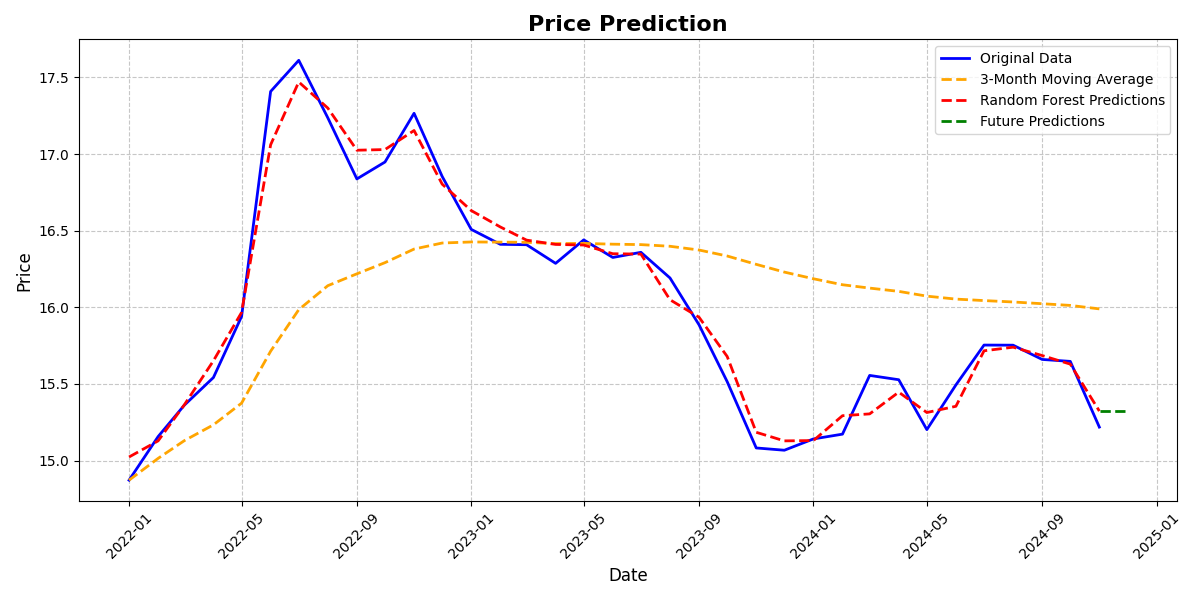 Price Prediction
Original Data
3-Month Moving Average
Random Forest Predictions
Future Predictions
Price
17.5
17.0
16.5
16.0
15.5
15.0
2022-01
2022-05
2022-09
2023-01
2023-05
2023-09
2024-01
2024-05
2024-09
2025-01
Date